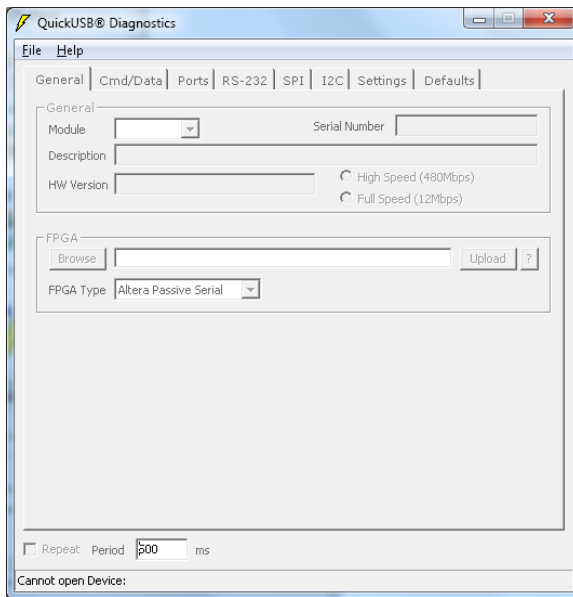 QuickUSB® Diagnostics
File Help
General Cmd/Data Ports RS-232 SPI I2C Settings Defaults
General
Module Serial Number
Description
HW Version High Speed (480Mbps)
Full Speed (12Mbps)
FPGA
Browse Upload ?
FPGA Type Altera Passive Serial
Repeat Period 500 ms
Cannot open Device: